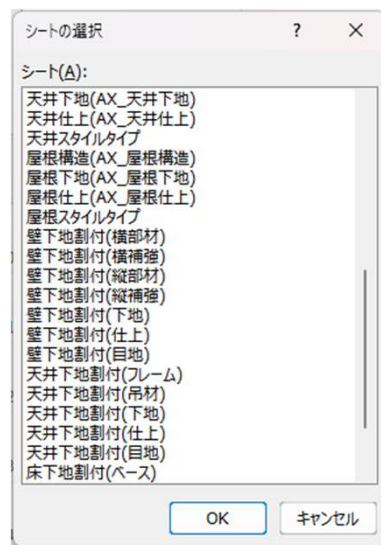 シートの選択 ? ×
シート(A):
天井下地(AX_天井下地)
天井仕上(AX_天井仕上)
天井スタイルタイプ
屋根構造(AX_屋根構造)
屋根下地(AX_屋根下地)
屋根仕上(AX_屋根仕上)
屋根スタイルタイプ
壁下地割付(横部材)
壁下地割付(横補強)
壁下地割付(縦部材)
壁下地割付(縦補強)
壁下地割付(下地)
壁下地割付(仕上)
壁下地割付(目地)
天井下地割付(フレーム)
天井下地割付(吊材)
天井下地割付(下地)
天井下地割付(仕上)
天井下地割付(目地)
床下地割付(ベース)
OK キャンセル